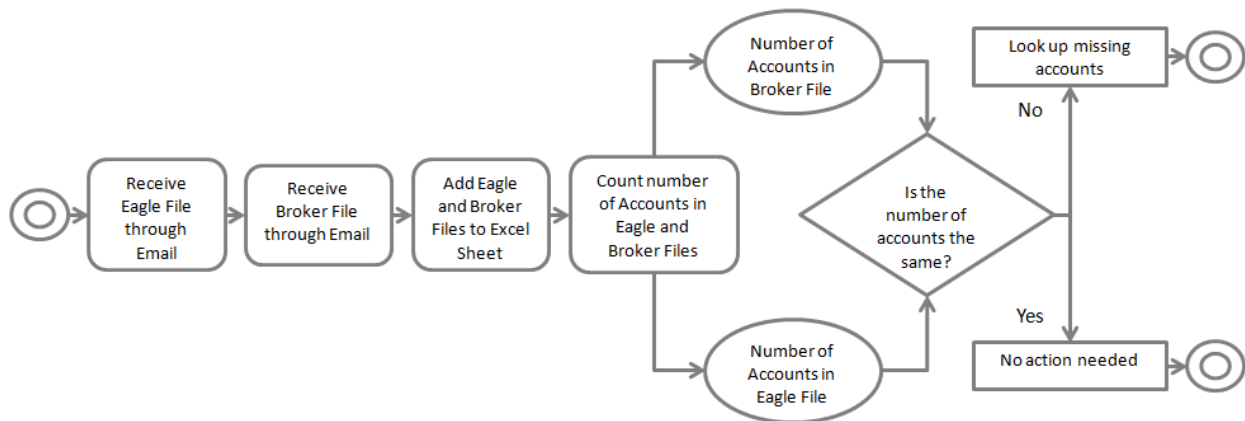 Receive
Eagle File
through
Email
Receive
Broker File
through Email
Add Eagle
and Broker
Files to Excel
Sheet
Count number
of Accounts in
Eagle and
Broker Files
Number of
Accounts in
Broker File
Number of
Accounts in
Eagle File
Is the
number of
accounts the
same?
No
Look up missing
accounts
Yes
No action needed